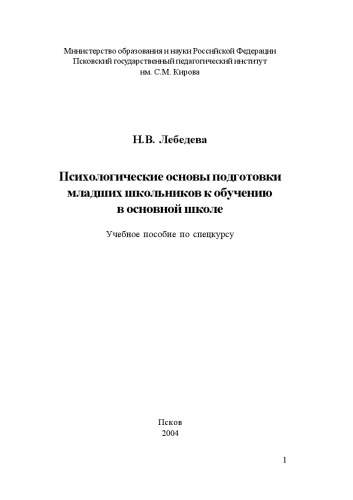 Министерство образования и науки Российской Федерации
Псковский государственный педагогический институт
им. С.М. Кирова
Н.В. Лебедева
Психологические основы подготовки
младших школьников к обучению
в основной школе
Учебное пособие по спецкурсу
Псков
2004
1